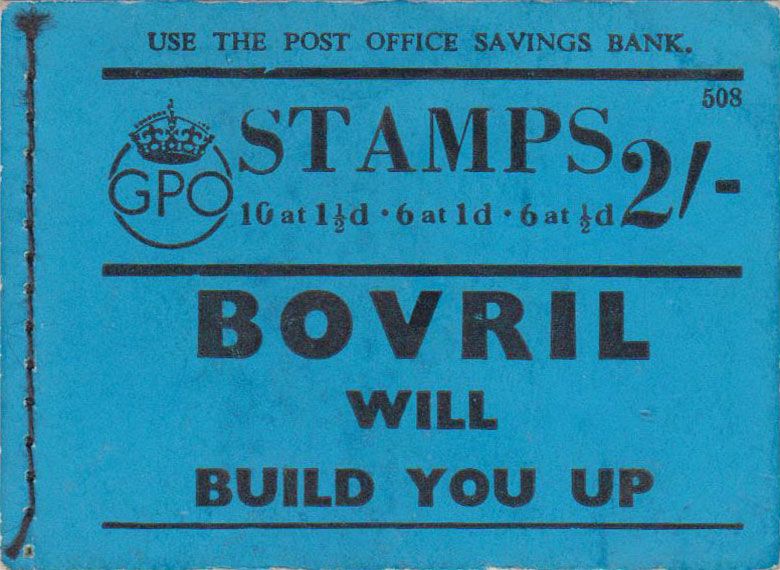 USE THE POST OFFICE SAVINGS BANK.
508
STAMPS 2/-
GPO
10 at 1½d · 6 at 1d · 6 at ½d
BOVRIL
WILL
BUILD YOU UP